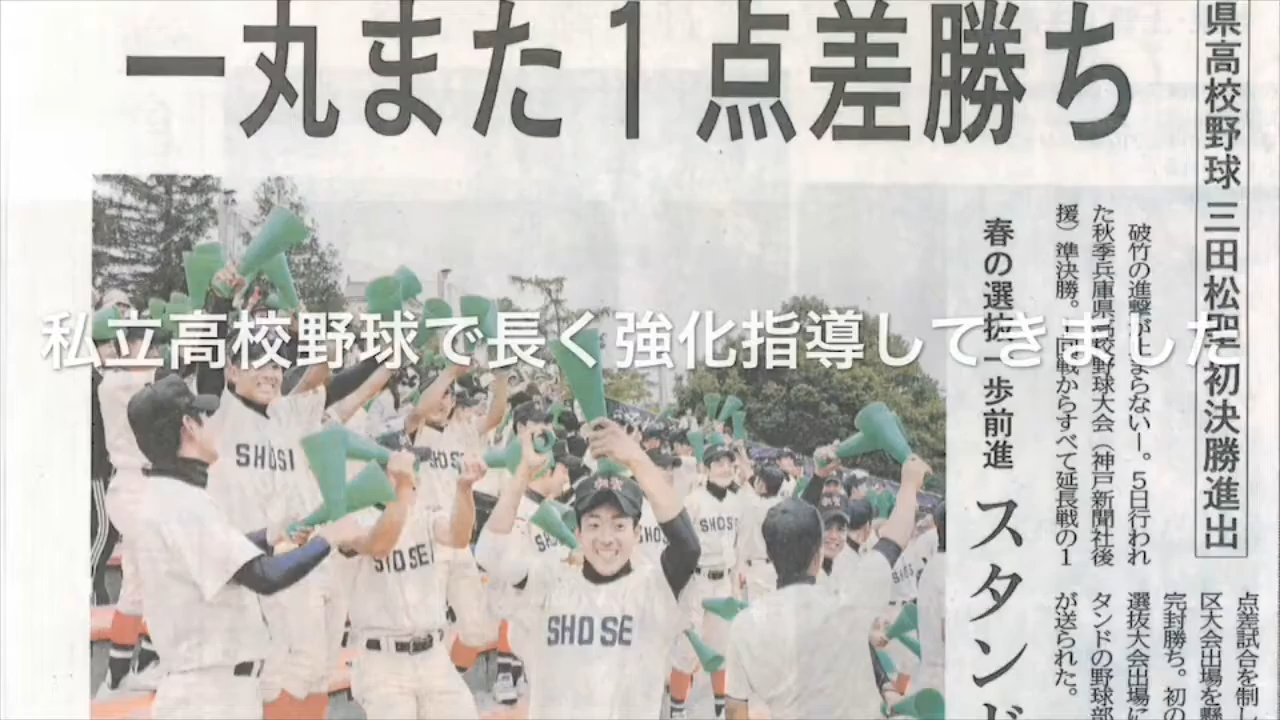 一丸また1点差勝ち
県高校野球 三田松聖 初決勝進出
破竹の進撃が止まらないー。5日行われ
た秋季兵庫県高校野球大会(神戸新聞社後
援)準決勝。
回戦からすべて延長戦の1
春の選抜一歩前進
スタンド
私立高校野球で長く強化指導してきました
点差試合を制し
区大会出場を懸
完封勝ち。初の
選抜大会出場に
タンドの野球部
が送られた。
SHOSE
SHOSE
SHOSE